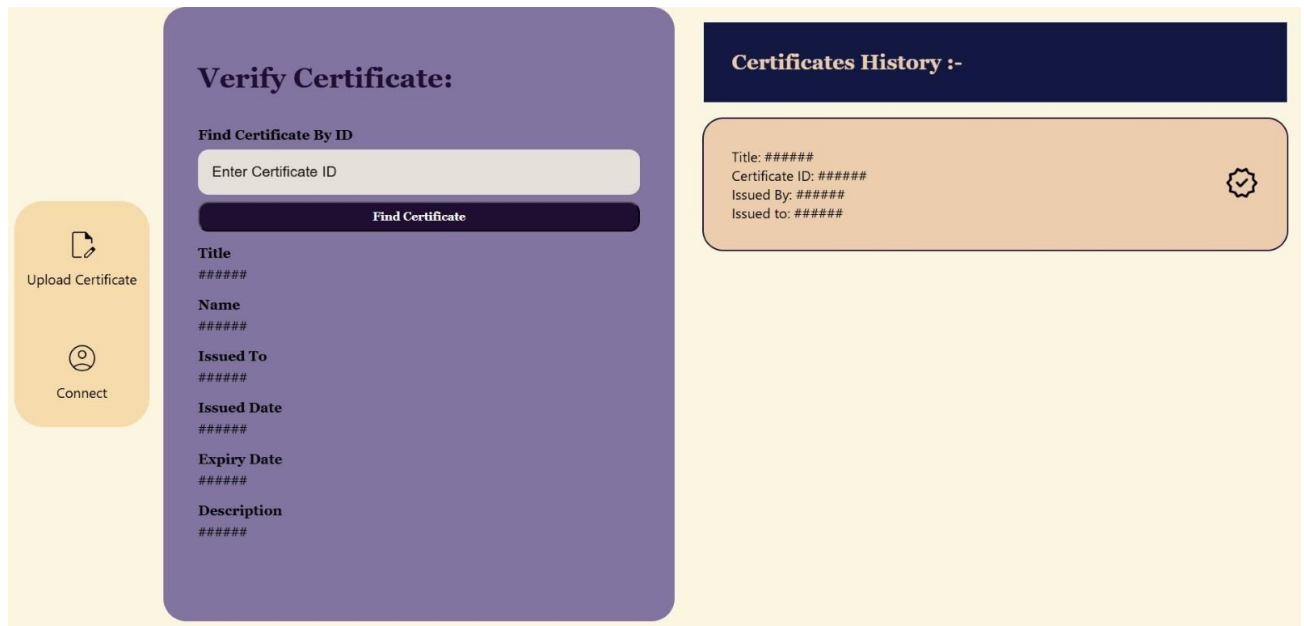 Upload Certificate
Connect
Verify Certificate:
Find Certificate By ID
Enter Certificate ID
Find Certificate
Title
######
Name
######
Issued To
######
Issued Date
######
Expiry Date
######
Description
######
Certificates History :-
Title: ######
Certificate ID: ######
Issued By: ######
Issued to: ######